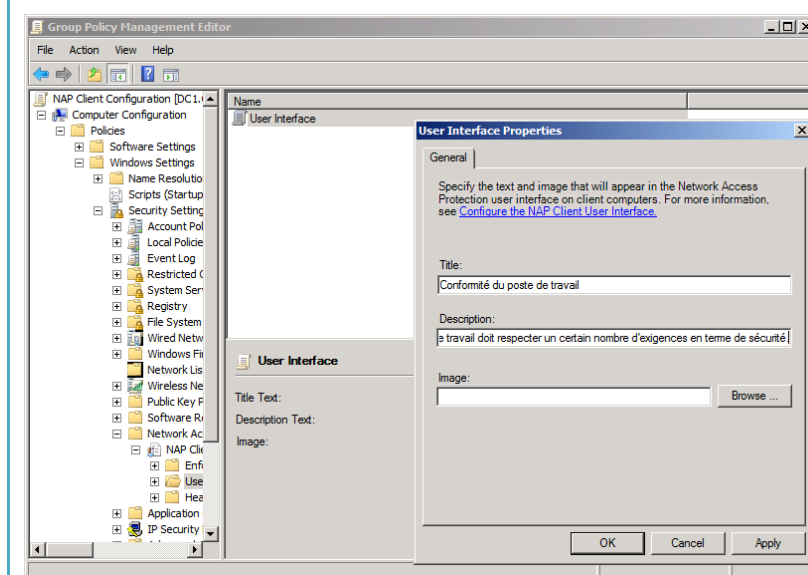 Group Policy Management Editor
File Action View Help
NAP Client Configuration [DC1.
Computer Configuration
Policies
Software Settings
Windows Settings
Name Resolutio
Scripts (Startup
Security Setting
Account Pol
Local Policie
Event Log
Restricted G
System Ser
Registry
File System
Wired Netw
Windows Fir
Network Lis
Wireless Ne
Public Key P
Software Re
Network Ac
NAP Clie
Enfo
Use
Hea
Application
IP Security
Name
User Interface
User Interface
Title Text:
Description Text:
Image:
User Interface Properties
General
Specify the text and image that will appear in the Network Access
Protection user interface on client computers. For more information,
see Configure the NAP Client User Interface.
Title:
Conformité du poste de travail
Description:
e travail doit respecter un certain nombre d'exigences en terme de sécurité.
Image:
Browse ...
OK Cancel Apply